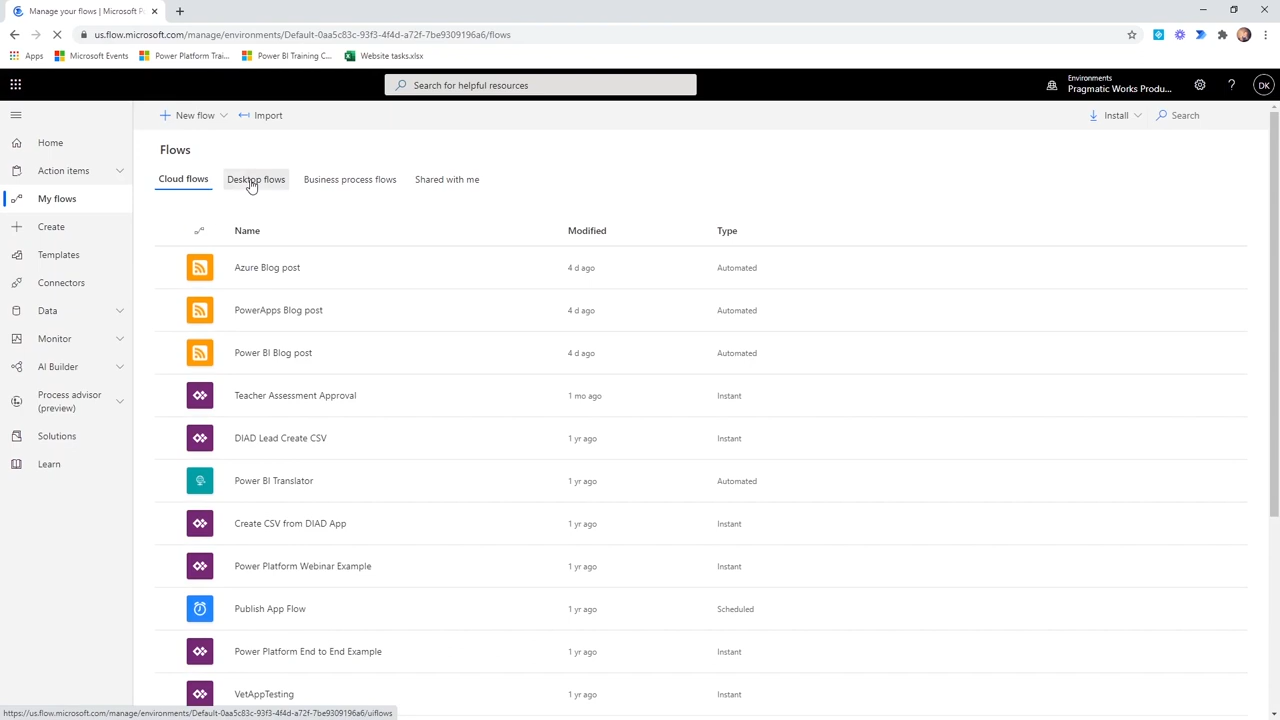 Manage your flows | Microsoft P
us.flow.microsoft.com/manage/environments/Default-0aa5c83c-93f3-4f4d-a72f-7be9309196a6/flows
Apps
Microsoft Events
Power Platform Trai...
Power BI Training C...
Website tasks.xlsx
Search for helpful resources
Environments
Pragmatic Works Produ...
DK
New flow
Import
Install
Search
Home
Action items
My flows
Create
Templates
Connectors
Data
Monitor
AI Builder
Process advisor
(preview)
Solutions
Learn
Flows
Cloud flows
Desktop flows
Business process flows
Shared with me
Name Modified Type
Azure Blog post 4 d ago Automated
PowerApps Blog post 4 d ago Automated
Power BI Blog post 4 d ago Automated
Teacher Assessment Approval 1 mo ago Instant
DIAD Lead Create CSV 1 yr ago Instant
Power BI Translator 1 yr ago Automated
Create CSV from DIAD App 1 yr ago Instant
Power Platform Webinar Example 1 yr ago Instant
Publish App Flow 1 yr ago Scheduled
Power Platform End to End Example 1 yr ago Instant
VetAppTesting 1 yr ago Instant
https://us.flow.microsoft.com/manage/environments/Default-0aa5c83c-93f3-4f4d-a72f-7be9309196a6/uiflows